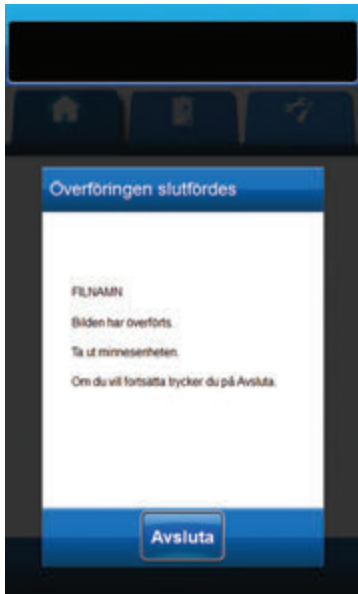 Överföringen slutfördes
FILNAMN
Bilden har överförts.
Ta ut minnesenheten.
Om du vill fortsätta trycker du på Avsluta.
Avsluta